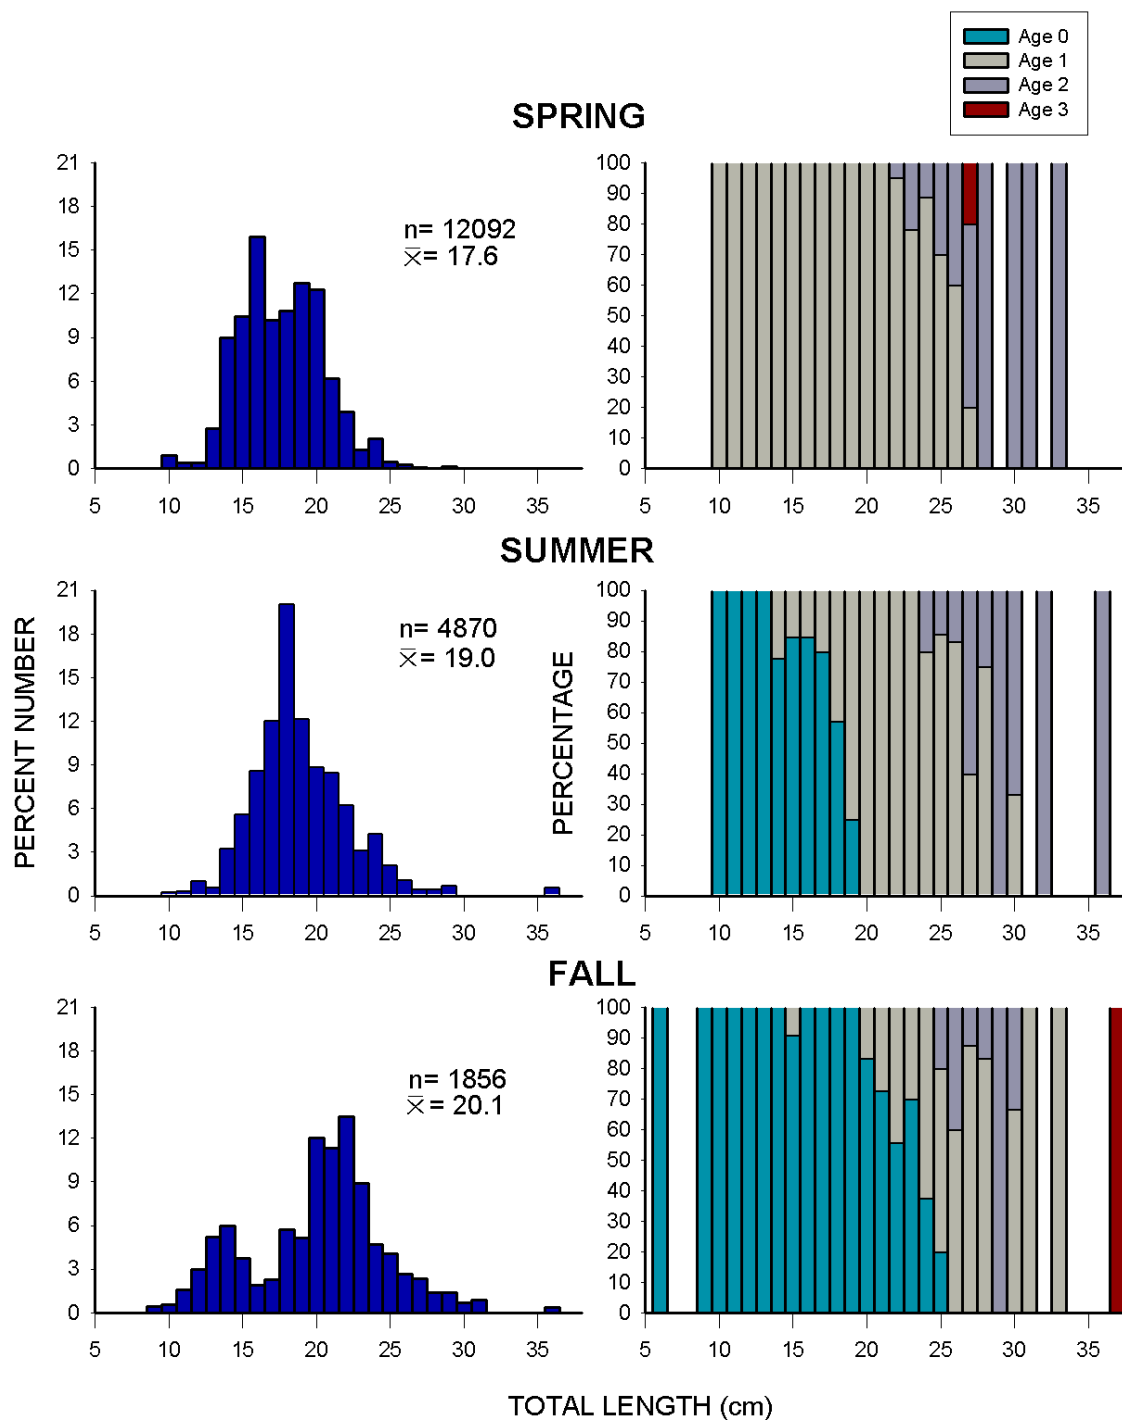 Age 0
Age 1
Age 2
Age 3
SPRING
21
18
15
12
9
6
3
0
n= 12092
x̄= 17.6
5 10 15 20 25 30 35
100
90
80
70
60
50
40
30
20
10
0
5 10 15 20 25 30 35
SUMMER
PERCENT NUMBER
21
18
15
12
9
6
3
0
n= 4870
x̄= 19.0
5 10 15 20 25 30 35
PERCENTAGE
100
90
80
70
60
50
40
30
20
10
0
5 10 15 20 25 30 35
FALL
21
18
15
12
9
6
3
0
n= 1856
x̄= 20.1
5 10 15 20 25 30 35
100
90
80
70
60
50
40
30
20
10
0
5 10 15 20 25 30 35
TOTAL LENGTH (cm)